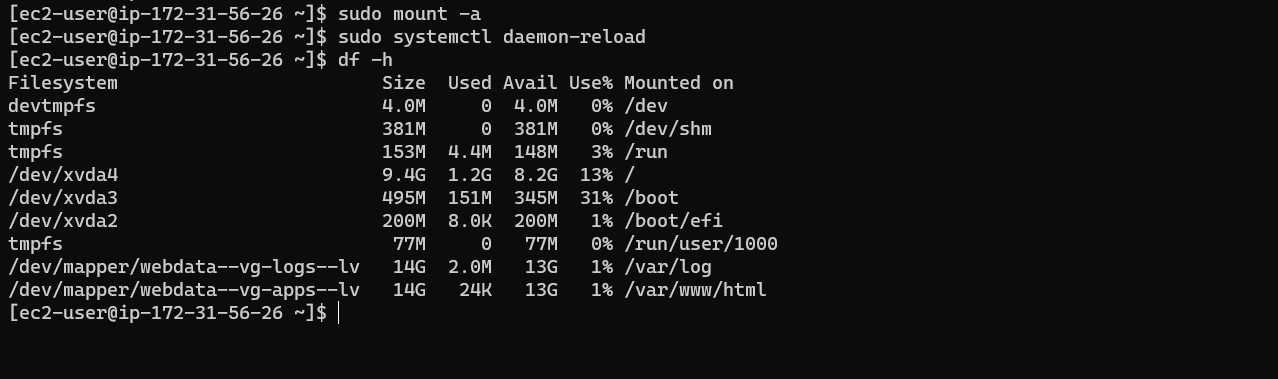 [ec2-user@ip-172-31-56-26 ~]$ sudo mount -a
[ec2-user@ip-172-31-56-26 ~]$ sudo systemctl daemon-reload
[ec2-user@ip-172-31-56-26 ~]$ df -h
Filesystem                        Size  Used Avail Use% Mounted on
devtmpfs                          4.0M     0  4.0M   0% /dev
tmpfs                             381M     0  381M   0% /dev/shm
tmpfs                             153M  4.4M  148M   3% /run
/dev/xvda4                        9.4G  1.2G  8.2G  13% /
/dev/xvda3                        495M  151M  345M  31% /boot
/dev/xvda2                        200M  8.0K  200M   1% /boot/efi
tmpfs                              77M     0   77M   0% /run/user/1000
/dev/mapper/webdata--vg-logs--lv   14G  2.0M   13G   1% /var/log
/dev/mapper/webdata--vg-apps--lv   14G   24K   13G   1% /var/www/html
[ec2-user@ip-172-31-56-26 ~]$